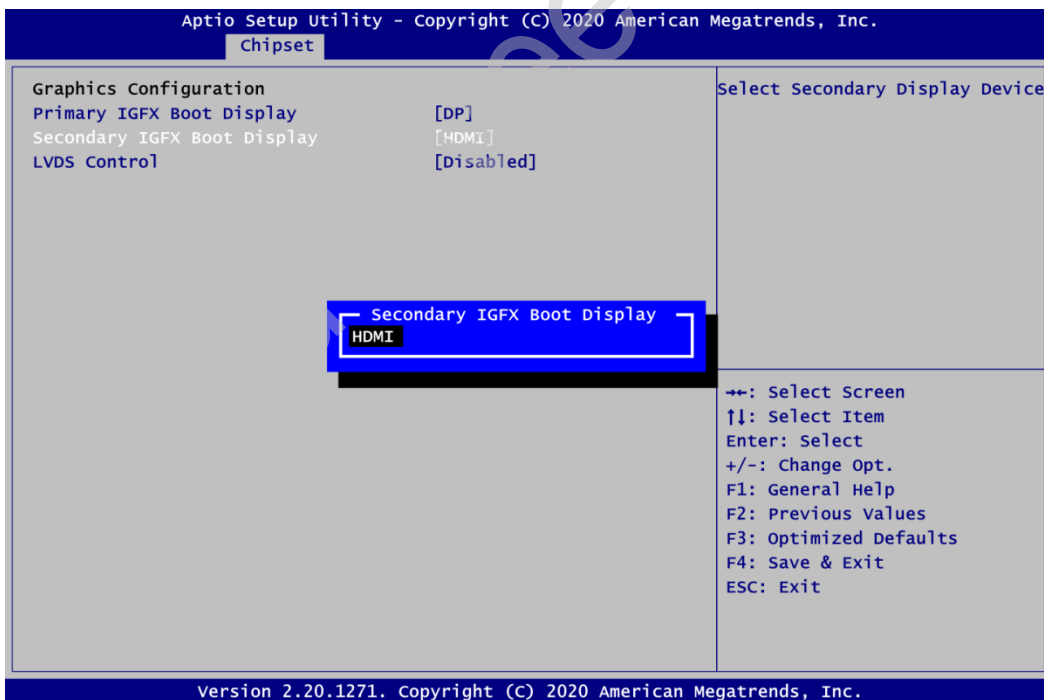 Aptio Setup Utility - Copyright (C) 2020 American Megatrends, Inc.
Chipset
Graphics Configuration
Primary IGFX Boot Display [DP]
Secondary IGFX Boot Display [HDMI]
LVDS Control [Disabled]
Select Secondary Display Device
Secondary IGFX Boot Display
HDMI
→←: Select Screen
↑↓: Select Item
Enter: Select
+/-: Change Opt.
F1: General Help
F2: Previous Values
F3: Optimized Defaults
F4: Save & Exit
ESC: Exit
Version 2.20.1271. Copyright (C) 2020 American Megatrends, Inc.